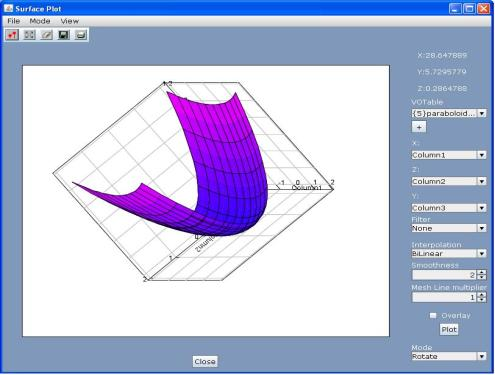 Surface Plot
File Mode View
X:28.647889
Y:5.7295779
Z:0.2864788
VOTable
{5}paraboloid...
+
X:
Column1
Z:
Column2
Y:
Column3
Filter
None
Interpolation
BiLinear
Smoothness
2
Mesh Line multiplier
1
Overlay
Plot
Mode
Rotate
Close
-1 0 1 2
Column1
Column2
1
2